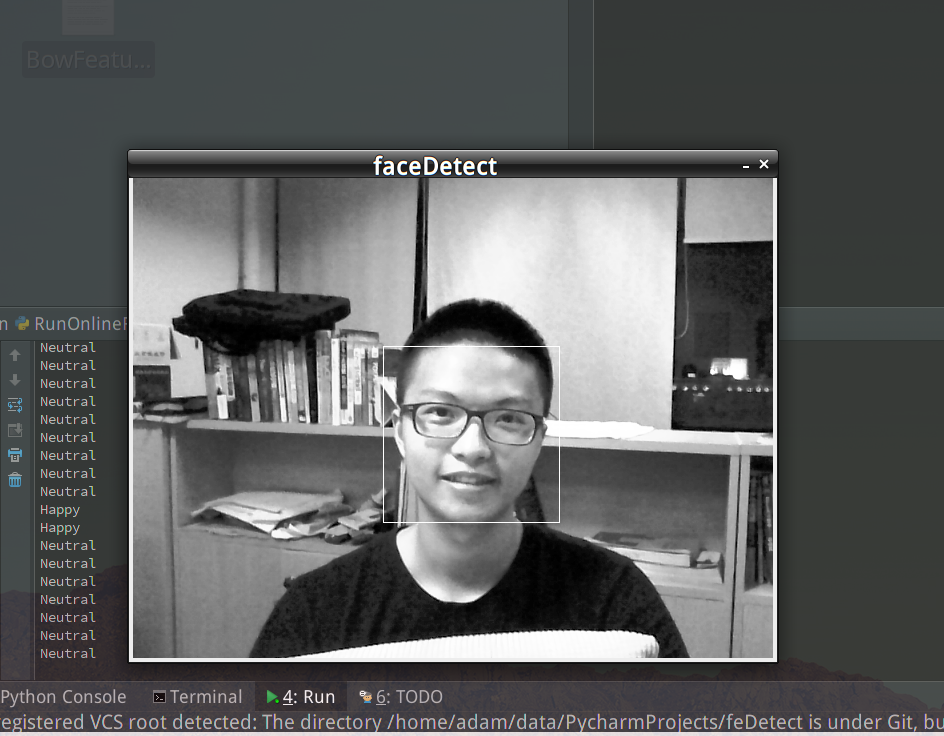 BowFeatu...
faceDetect
n RunOnlineF
Neutral
Neutral
Neutral
Neutral
Neutral
Neutral
Neutral
Neutral
Neutral
Happy
Happy
Neutral
Neutral
Neutral
Neutral
Neutral
Neutral
Neutral
Python Console Terminal 4: Run 6: TODO
registered VCS root detected: The directory /home/adam/data/PycharmProjects/feDetect is under Git, bu